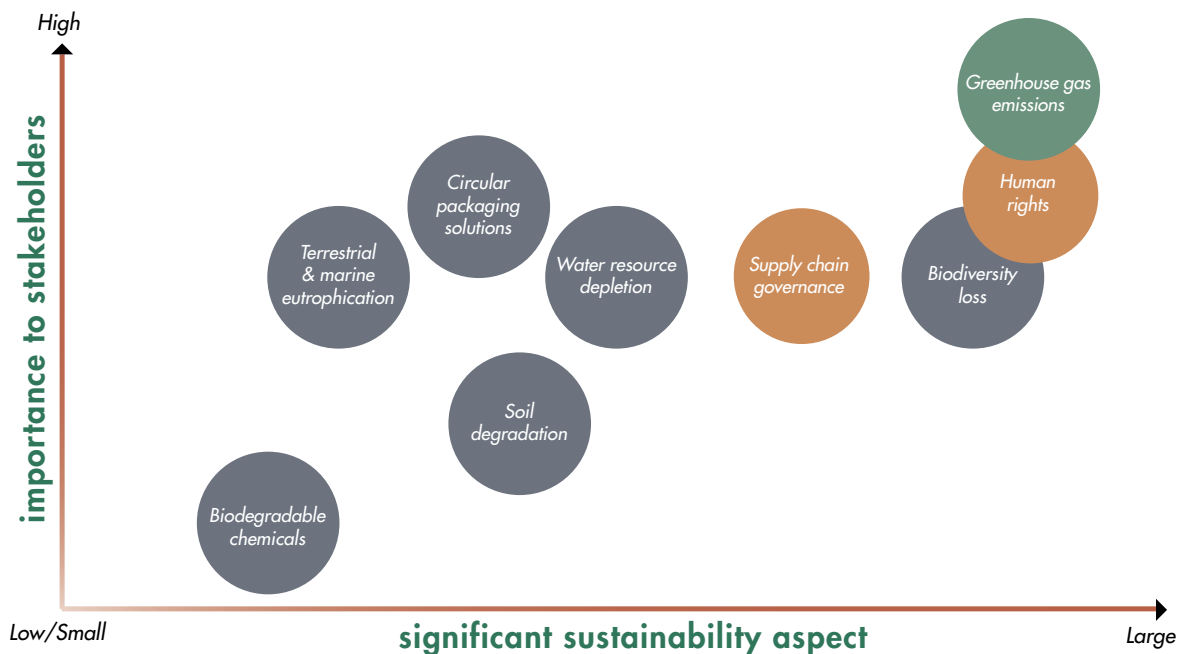 High
Greenhouse gas
emissions
Circular
packaging
solutions
Human
rights
Terrestrial
& marine
eutrophication
Water resource
depletion
Supply chain
governance
Biodiversity
loss
Soil
degradation
Biodegradable
chemicals
importance to stakeholders
Low/Small
significant sustainability aspect
Large